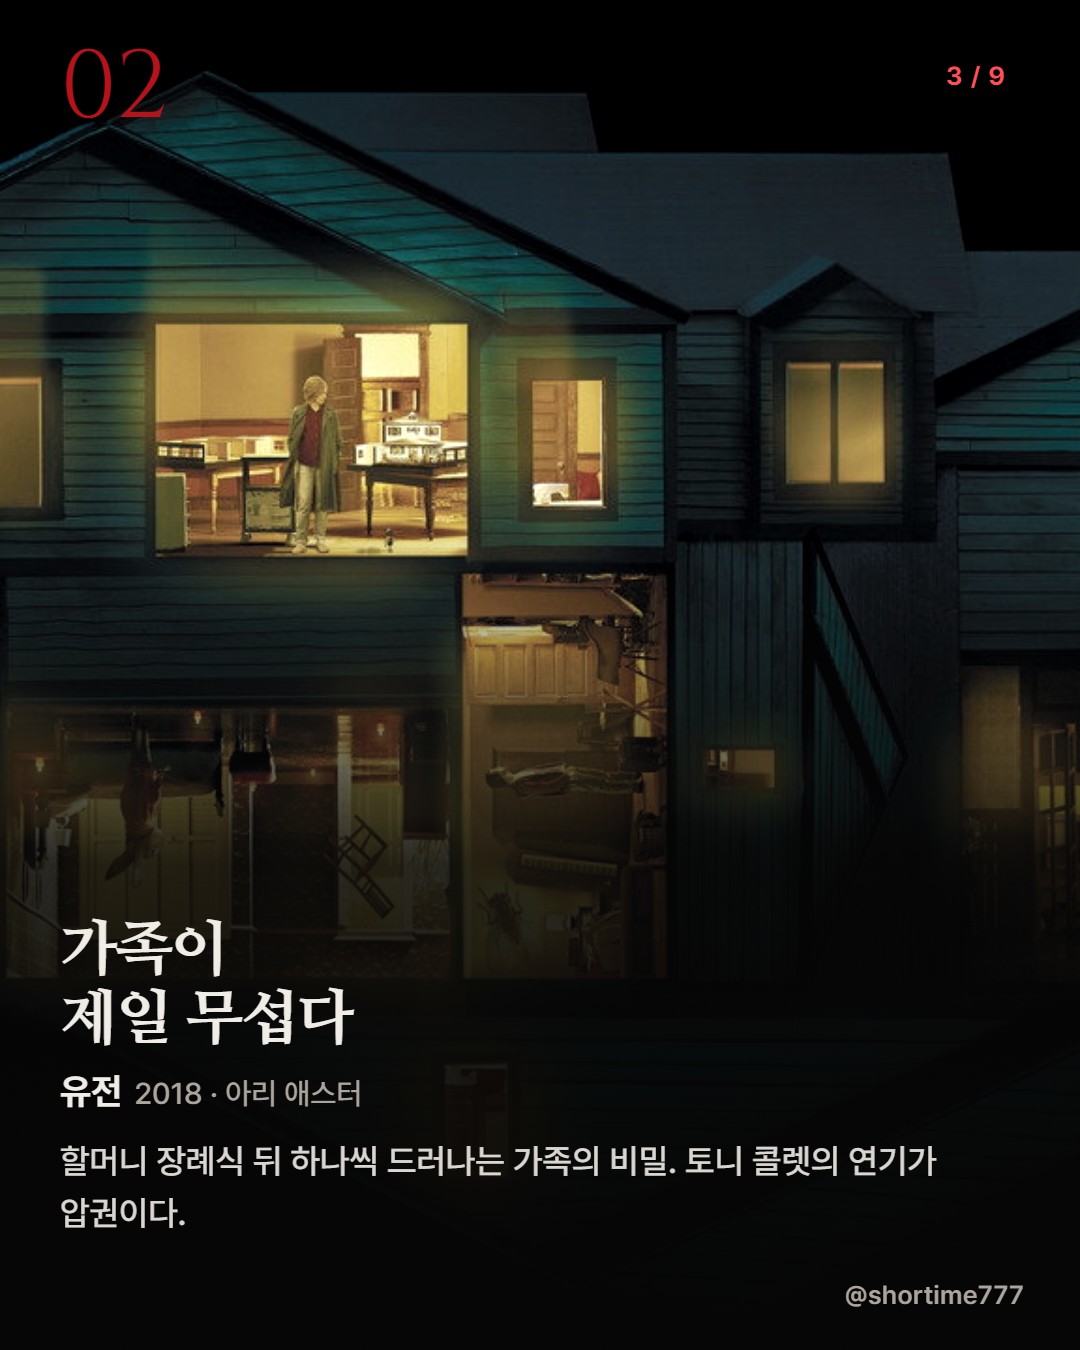 02
3 / 9
가족이
제일 무섭다
유전 2018 · 아리 애스터
할머니 장례식 뒤 하나씩 드러나는 가족의 비밀. 토니 콜렛의 연기가
압권이다.
@shortime777